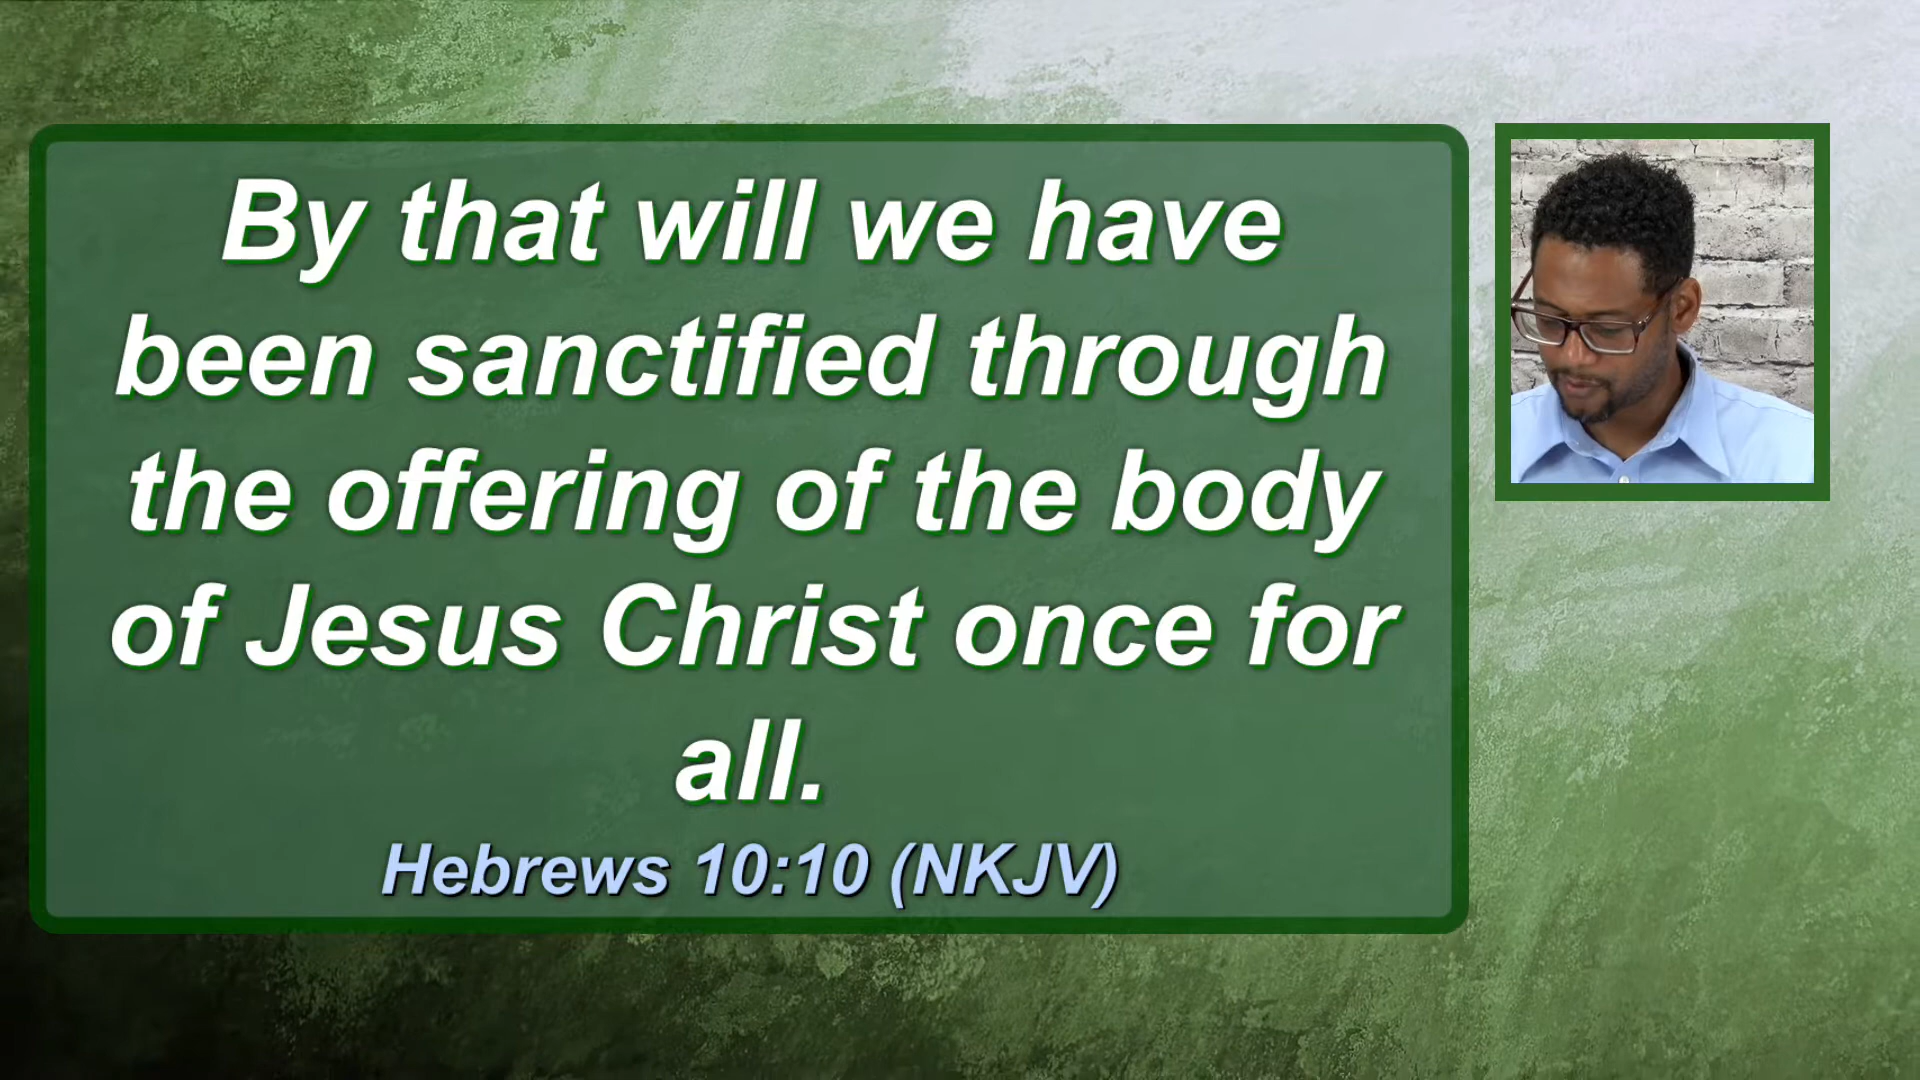 By that will we have
been sanctified through
the offering of the body
of Jesus Christ once for
all.
Hebrews 10:10 (NKJV)